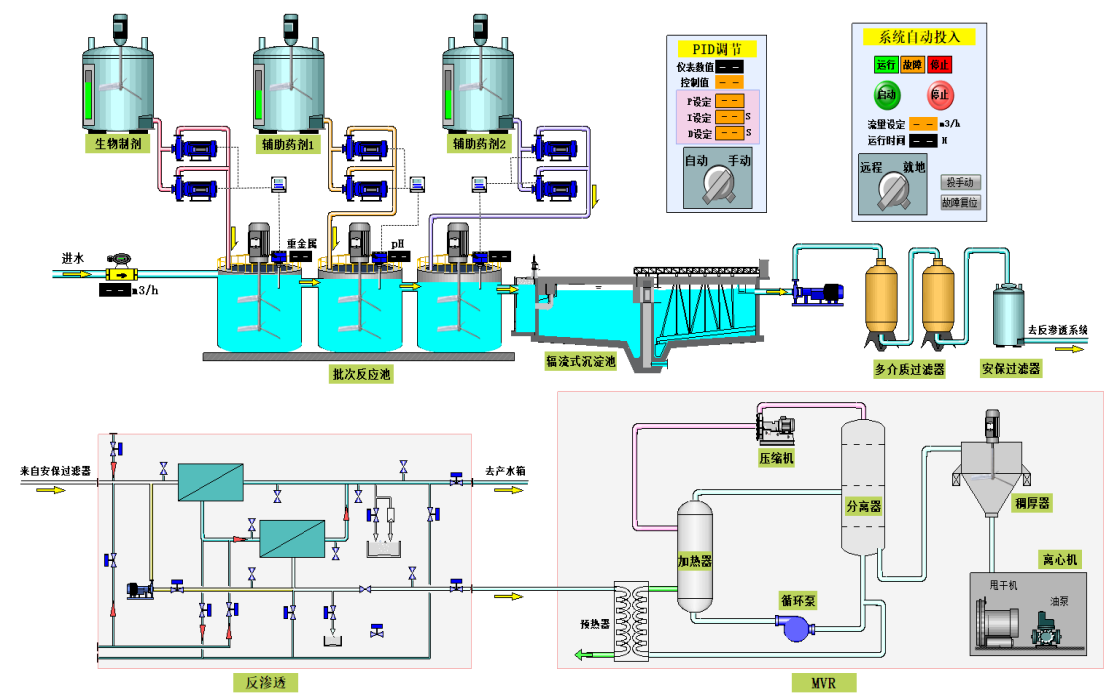 生物制剂
辅助药剂1
辅助药剂2
PID调节
仪表数值
控制值
P设定
I设定 S
D设定 S
自动 手动
系统自动投入
运行 故障 停止
启动 停止
流量设定 m3/h
运行时间 H
远程 就地
投手动
故障复位
进水
m3/h
重金属
pH
批次反应池
辐流式沉淀池
多介质过滤器
安保过滤器
去反渗透系统
来自安保过滤器
去产水箱
反渗透
压缩机
分离器
加热器
循环泵
预热器
稠厚器
离心机
甩干机
油泵
MVR